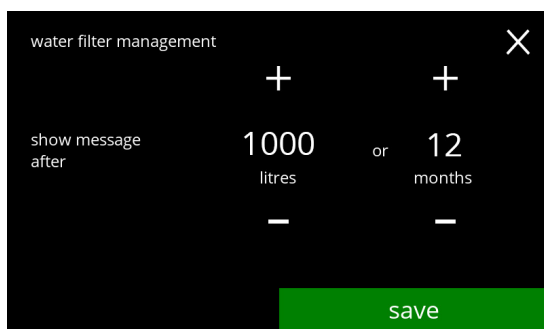 water filter management
show message
after
1000
litres
or
12
months
save